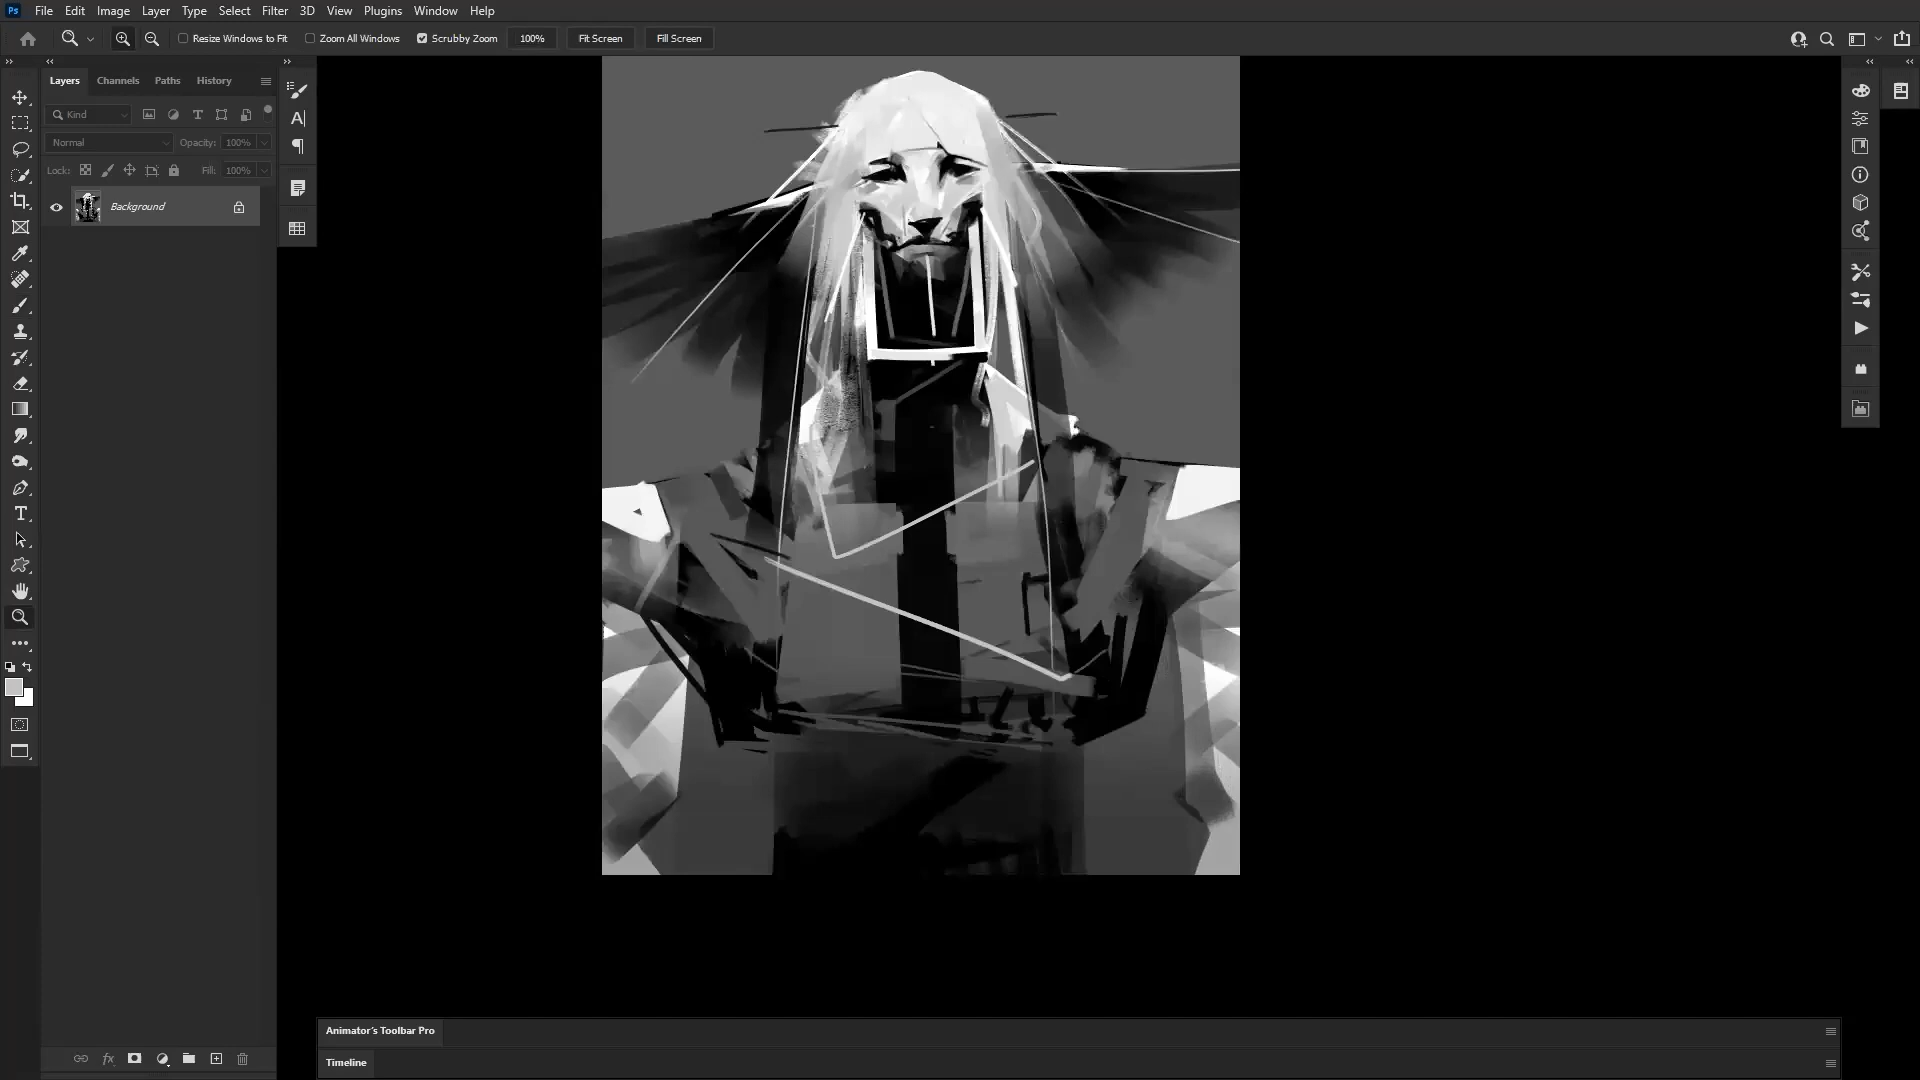 Ps File Edit Image Layer Type Select Filter 3D View Plugins Window Help
Resize Windows to Fit Zoom All Windows Scrubby Zoom 100% Fit Screen Fill Screen
Layers Channels Paths History
Kind
Normal Opacity: 100%
Lock: Fill: 100%
Background
Animator's Toolbar Pro
Timeline